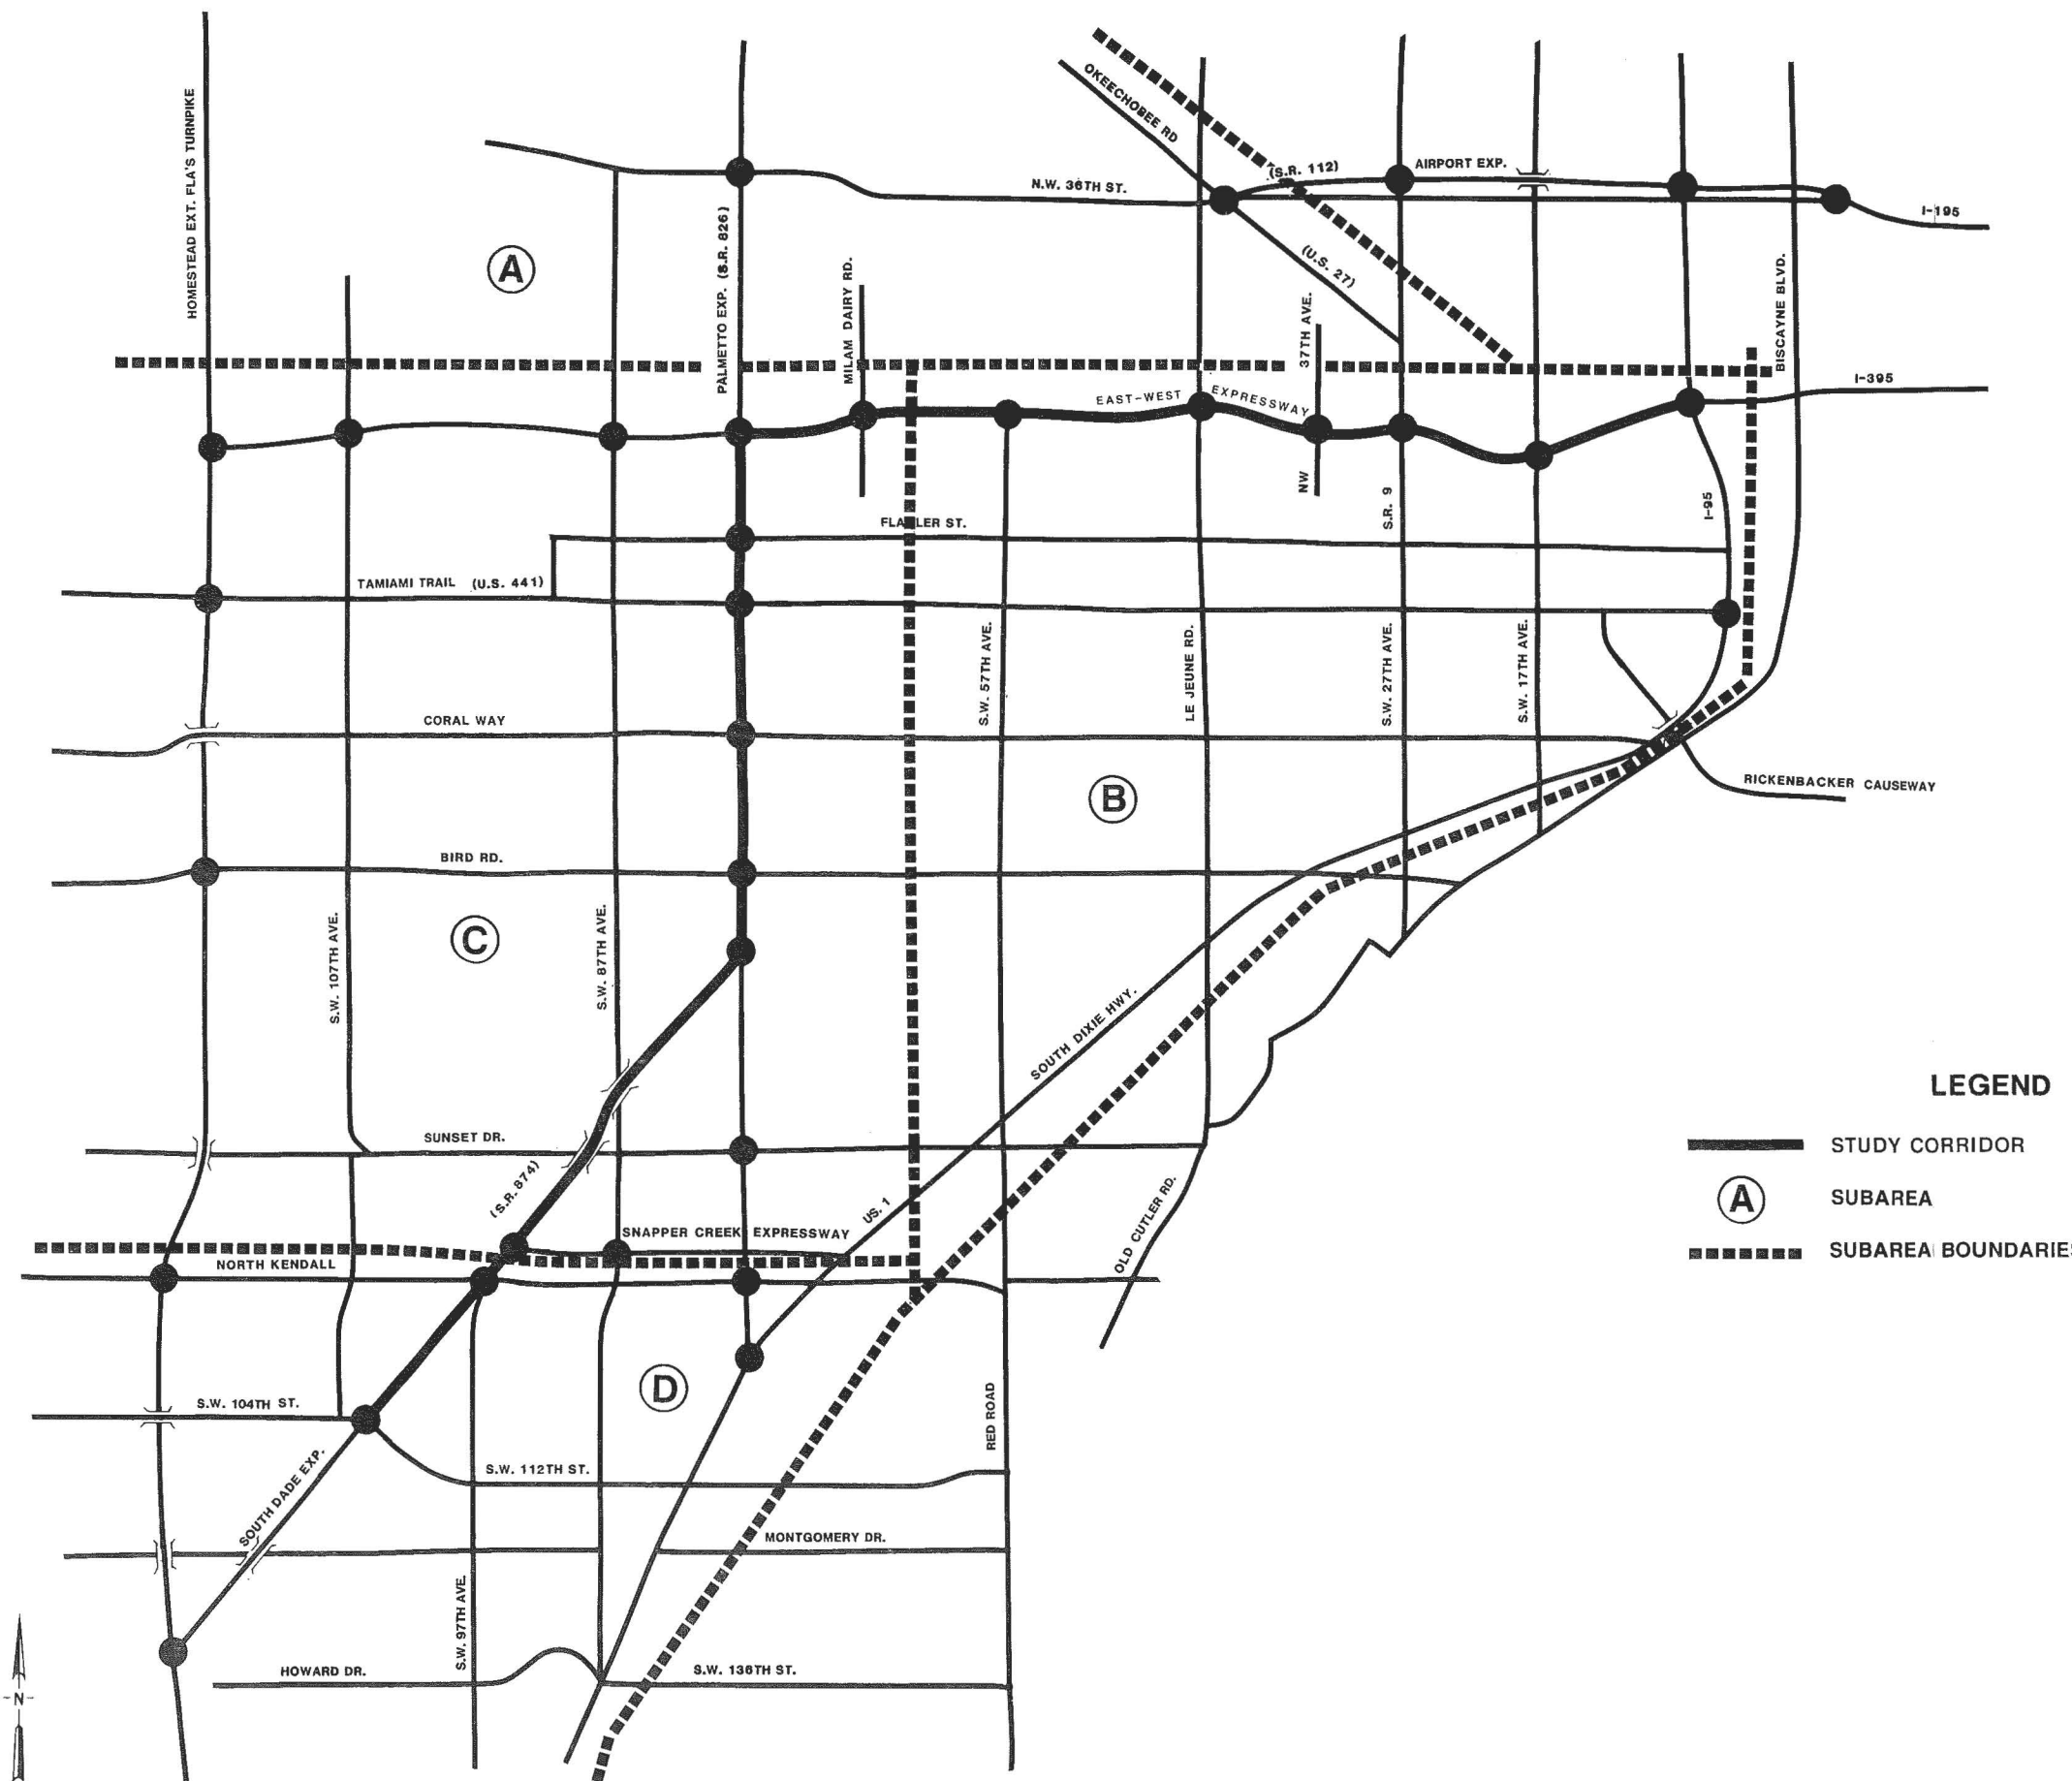 HOMESTEAD EXT. FLA'S TURNPIKE
OKEECHOBEE RD
(S.R. 112)
AIRPORT EXP.
N.W. 36TH ST.
I-195
A
PALMETTO EXP. (S.R. 826)
MILAM DAIRY RD.
(U.S. 27)
37TH AVE.
NW
BISCAYNE BLVD.
I-395
EAST-WEST EXPRESSWAY
S.R. 9
I-95
FLAGLER ST.
TAMIAMI TRAIL (U.S. 441)
S.W. 57TH AVE.
LE JEUNE RD.
S.W. 27TH AVE.
S.W. 17TH AVE.
CORAL WAY
B
RICKENBACKER CAUSEWAY
BIRD RD.
C
S.W. 107TH AVE.
S.W. 87TH AVE.
SOUTH DIXIE HWY.
LEGEND
STUDY CORRIDOR
A
SUBAREA
SUBAREA BOUNDARIES
SUNSET DR.
(S.R. 874)
US. 1
OLD CUTLER RD.
SNAPPER CREEK EXPRESSWAY
NORTH KENDALL
D
S.W. 104TH ST.
RED ROAD
SOUTH DADE EXP.
S.W. 112TH ST.
MONTGOMERY DR.
S.W. 97TH AVE.
HOWARD DR.
S.W. 136TH ST.
-N-